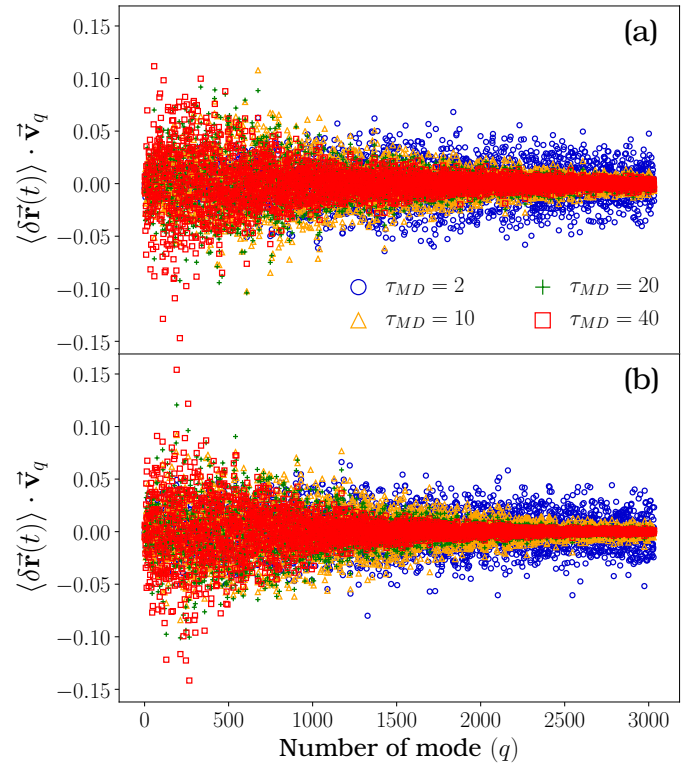 (a)
0.15
0.10
0.05
0.00
−0.05
−0.10
−0.15
⟨δr⃗(t)⟩ · v⃗_q
τ_MD = 2
τ_MD = 20
τ_MD = 10
τ_MD = 40
(b)
0.15
0.10
0.05
0.00
−0.05
−0.10
−0.15
⟨δr⃗(t)⟩ · v⃗_q
0 500 1000 1500 2000 2500 3000
Number of mode (q)